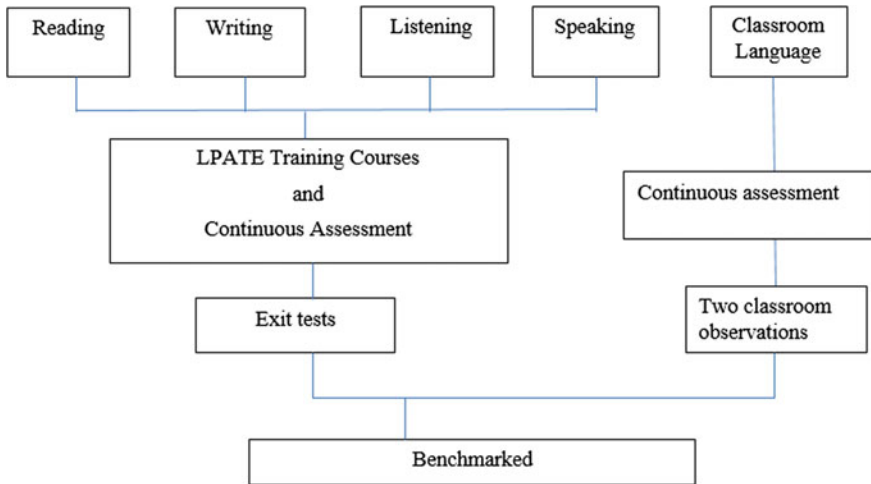 Reading
Writing
Listening
Speaking
Classroom
Language
LPATE Training Courses
and
Continuous Assessment
Continuous assessment
Exit tests
Two classroom
observations
Benchmarked